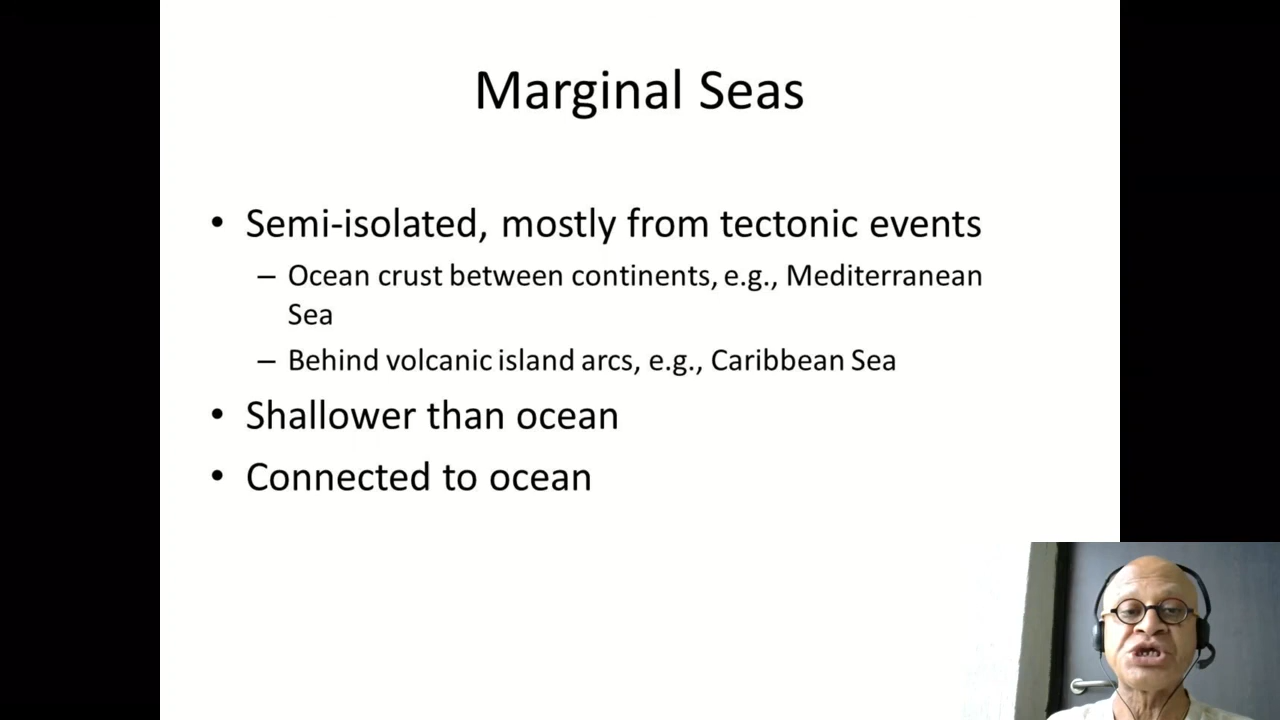 Marginal Seas
• Semi-isolated, mostly from tectonic events
– Ocean crust between continents, e.g., Mediterranean
Sea
– Behind volcanic island arcs, e.g., Caribbean Sea
• Shallower than ocean
• Connected to ocean